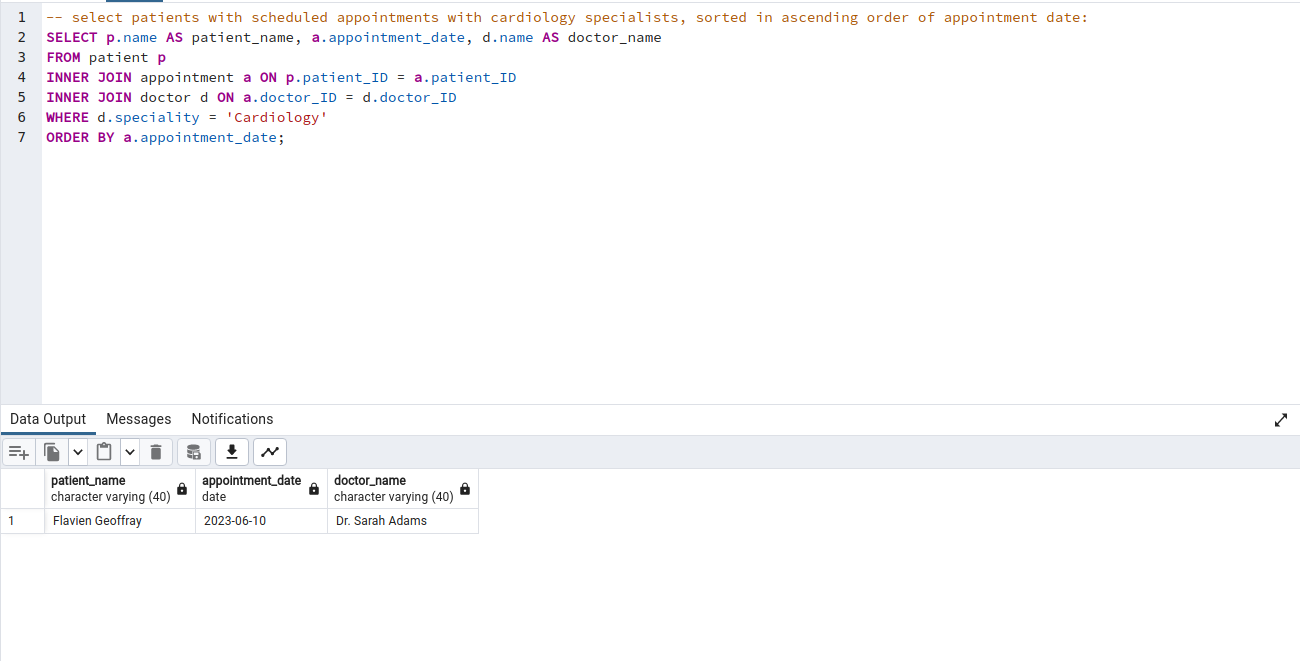 1 -- select patients with scheduled appointments with cardiology specialists, sorted in ascending order of appointment date:
2 SELECT p.name AS patient_name, a.appointment_date, d.name AS doctor_name
3 FROM patient p
4 INNER JOIN appointment a ON p.patient_ID = a.patient_ID
5 INNER JOIN doctor d ON a.doctor_ID = d.doctor_ID
6 WHERE d.speciality = 'Cardiology'
7 ORDER BY a.appointment_date;
Data Output Messages Notifications
patient_name appointment_date doctor_name
character varying (40) date character varying (40)
1 Flavien Geoffray 2023-06-10 Dr. Sarah Adams